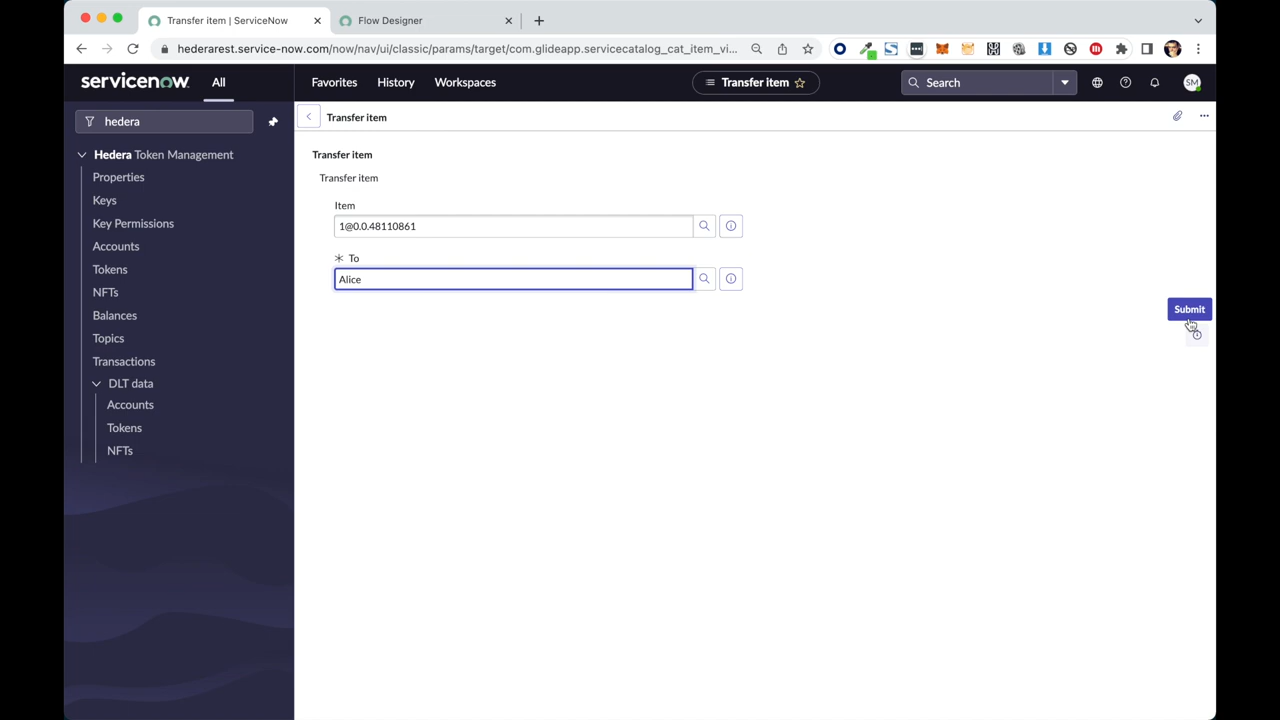 Transfer item | ServiceNow
Flow Designer
hederarest.service-now.com/now/nav/ui/classic/params/target/com.glideapp.servicecatalog_cat_item_vi...
servicenow
All
Favorites
History
Workspaces
Transfer item
Search
SM
hedera
Transfer item
Hedera Token Management
Properties
Keys
Key Permissions
Accounts
Tokens
NFTs
Balances
Topics
Transactions
DLT data
Accounts
Tokens
NFTs
Transfer item
Transfer item
Item
1@0.0.48110861
* To
Alice
Submit